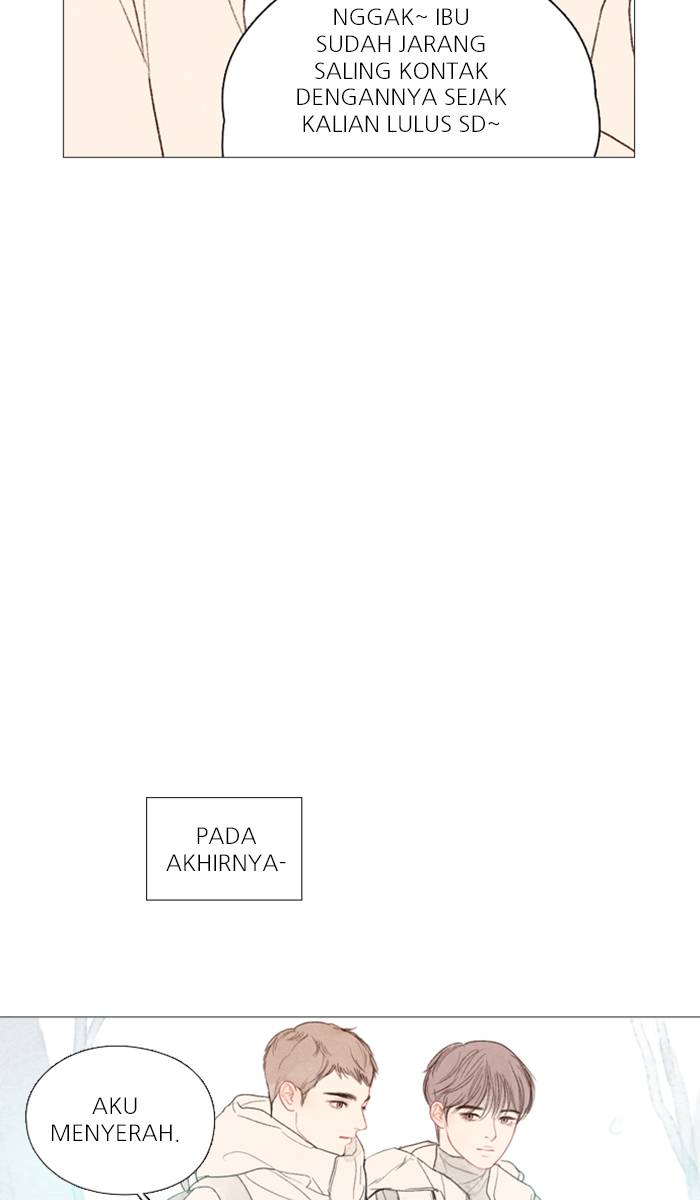 NGGAK~ IBU
SUDAH JARANG
SALING KONTAK
DENGANNYA SEJAK
KALIAN LULUS SD~
PADA
AKHIRNYA-
AKU
MENYERAH.